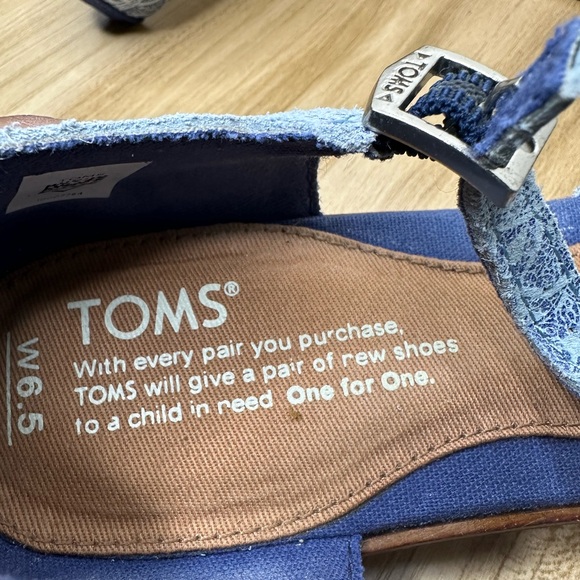 TOMS
TOMS®
With every pair you purchase,
TOMS will give a pair of new shoes
to a child in need One for One.
W6.5